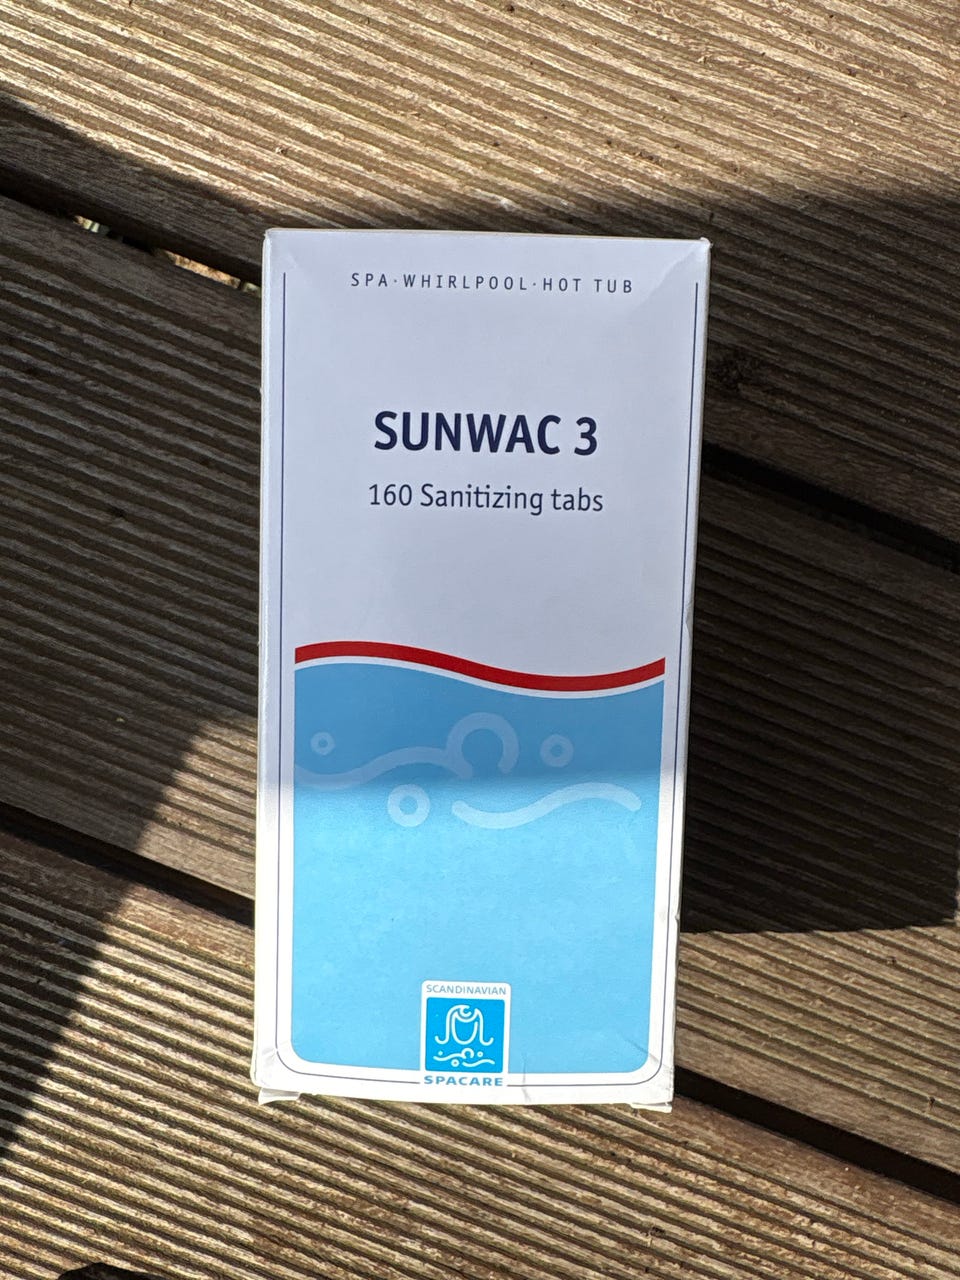 SPA·WHIRLPOOL·HOT TUB
SUNWAC 3
160 Sanitizing tabs
SCANDINAVIAN
SPACARE